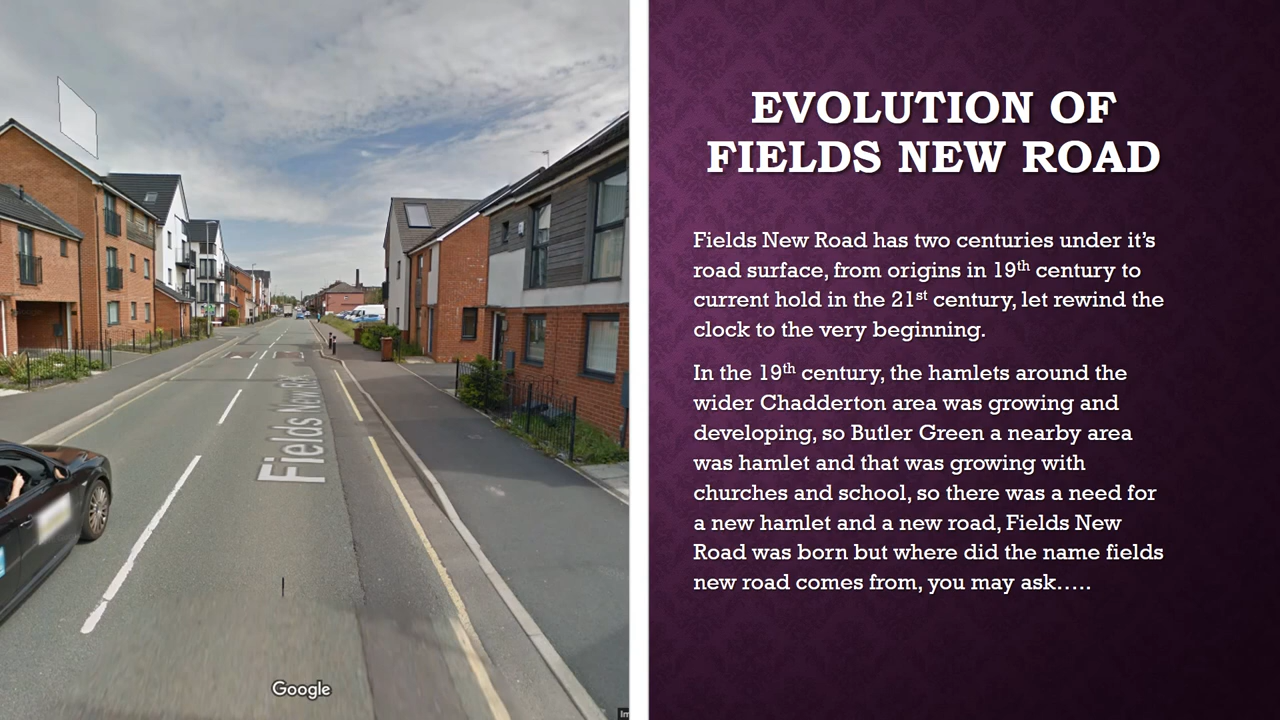 EVOLUTION OF
FIELDS NEW ROAD
Fields New Road has two centuries under it's
road surface, from origins in 19th century to
current hold in the 21st century, let rewind the
clock to the very beginning.
In the 19th century, the hamlets around the
wider Chadderton area was growing and
developing, so Butler Green a nearby area
was hamlet and that was growing with
churches and school, so there was a need for
a new hamlet and a new road, Fields New
Road was born but where did the name fields
new road comes from, you may ask.....
Fields New R
Google